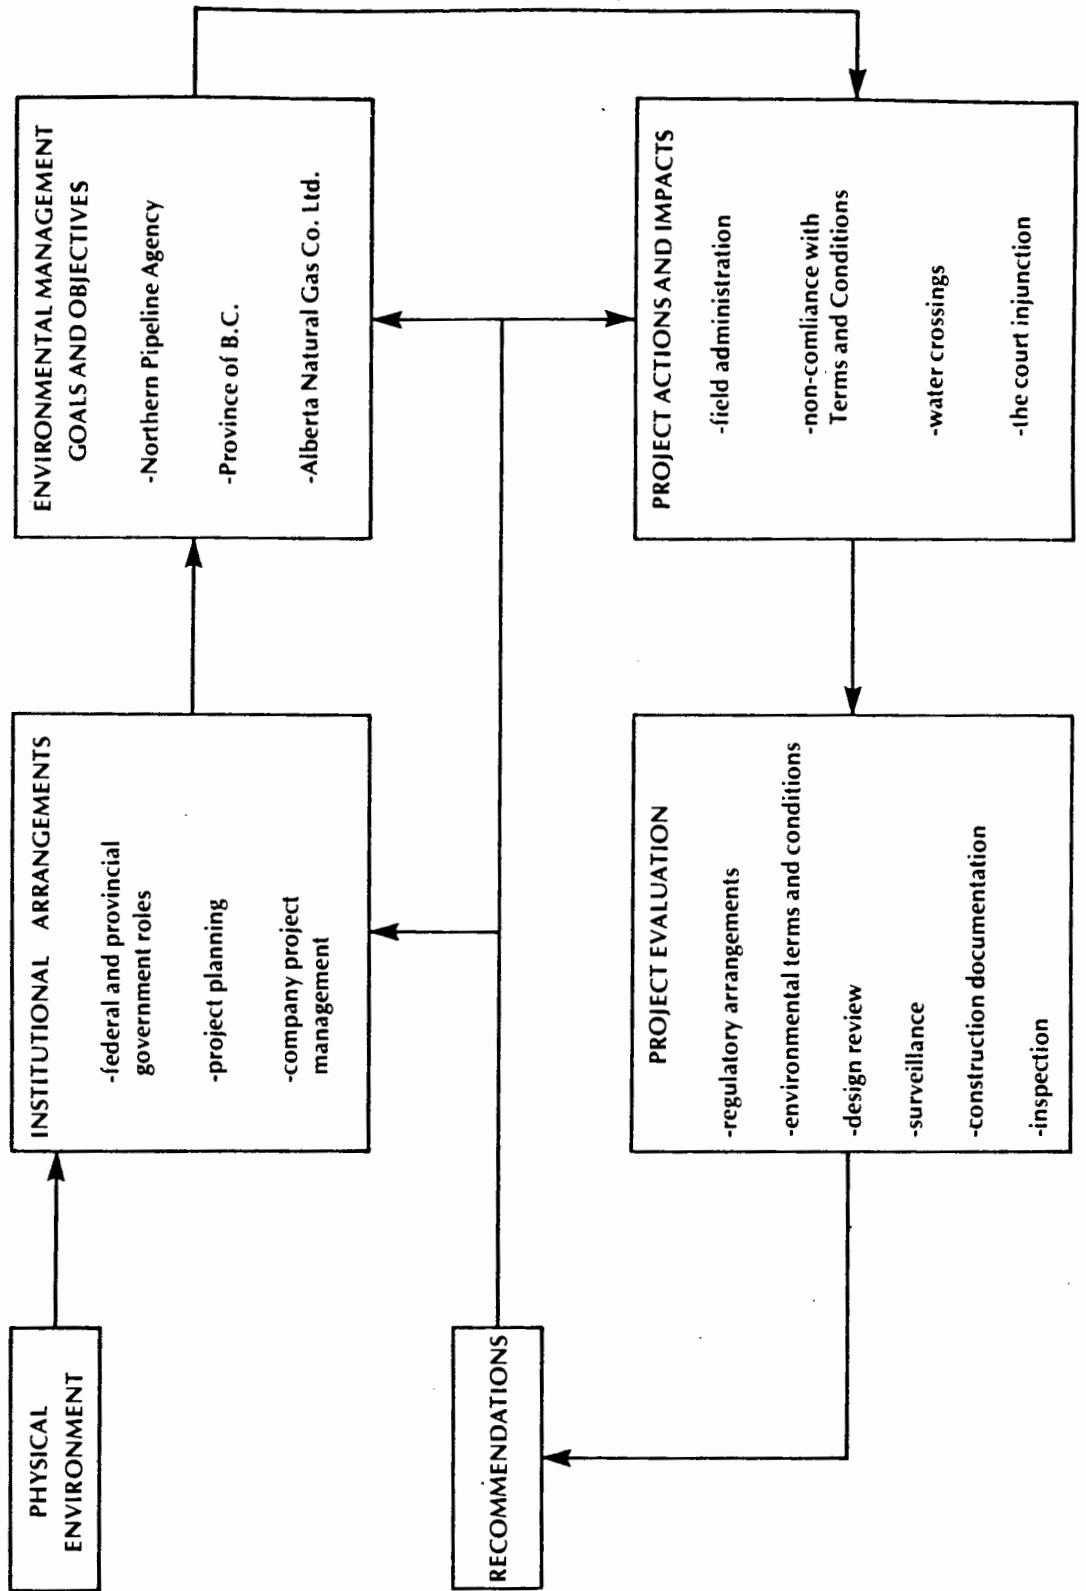 PHYSICAL
ENVIRONMENT
INSTITUTIONAL ARRANGEMENTS
-federal and provincial
government roles
-project planning
-company project
management
ENVIRONMENTAL MANAGEMENT
GOALS AND OBJECTIVES
-Northern Pipeline Agency
-Province of B.C.
-Alberta Natural Gas Co. Ltd.
RECOMMENDATIONS
PROJECT EVALUATION
-regulatory arrangements
-environmental terms and conditions
-design review
-surveillance
-construction documentation
-inspection
PROJECT ACTIONS AND IMPACTS
-field administration
-non-comliance with
Terms and Conditions
-water crossings
-the court injunction